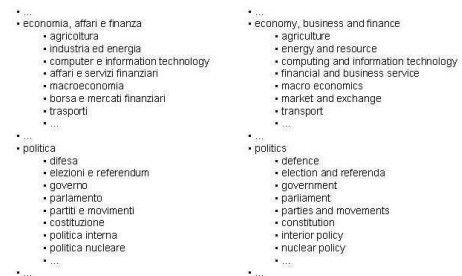 ...
economia, affari e finanza
agricoltura
industria ed energia
computer e information technology
affari e servizi finanziari
macroeconomia
borsa e mercati finanziari
trasporti
...
...
politica
difesa
elezioni e referendum
governo
parlamento
partiti e movimenti
costituzione
politica interna
politica nucleare
...
...
...
economy, business and finance
agriculture
energy and resource
computing and information technology
financial and business service
macro economics
market and exchange
transport
...
...
politics
defence
election and referenda
government
parliament
parties and movements
constitution
interior policy
nuclear policy
...
...